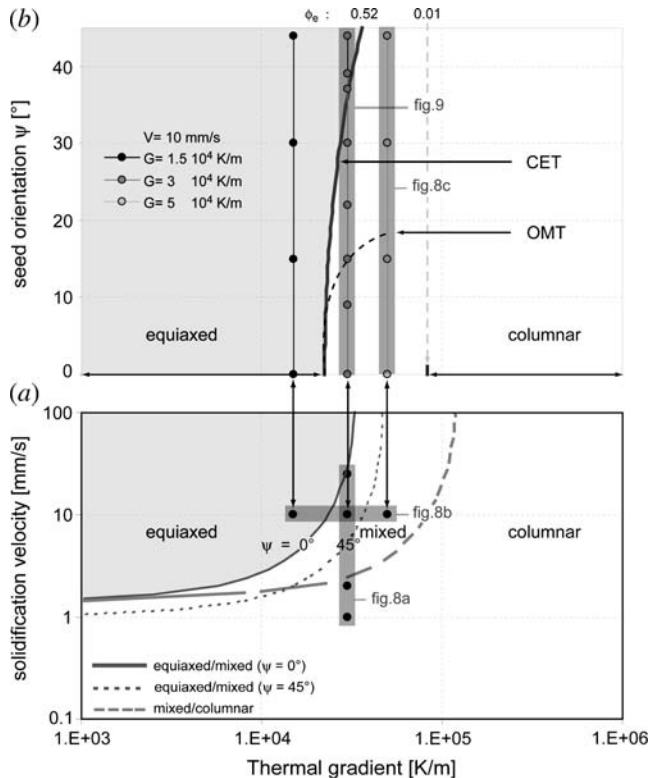 (b)
ϕe : 0.52 0.01
40
30
20
10
0
seed orientation ψ [°]
V= 10 mm/s
G= 1.5 10⁴ K/m
G= 3 10⁴ K/m
G= 5 10⁴ K/m
fig.9
CET
fig.8c
OMT
equiaxed
columnar
(a)
100
10
1
0.1
solidification velocity [mm/s]
equiaxed
mixed
columnar
ψ = 0° 45°
fig.8b
fig.8a
equiaxed/mixed (ψ = 0°)
equiaxed/mixed (ψ = 45°)
mixed/columnar
1.E+03 1.E+04 1.E+05 1.E+06
Thermal gradient [K/m]